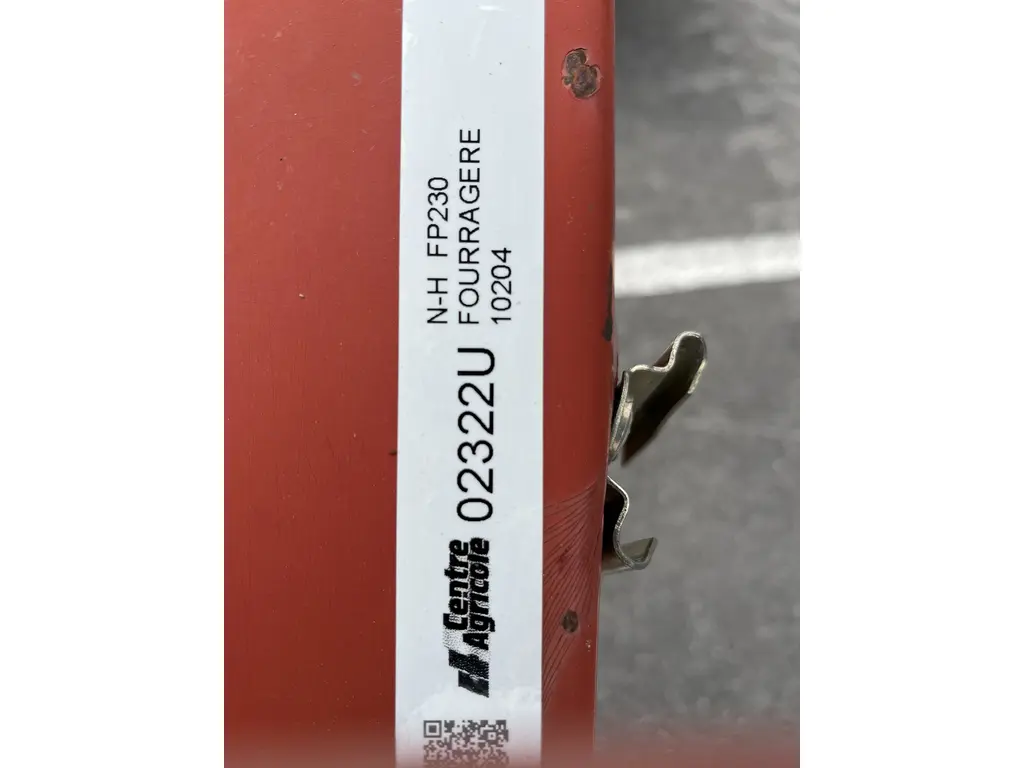 Centre
Agricole
02322U
N-H FP230
FOURRAGERE
10204